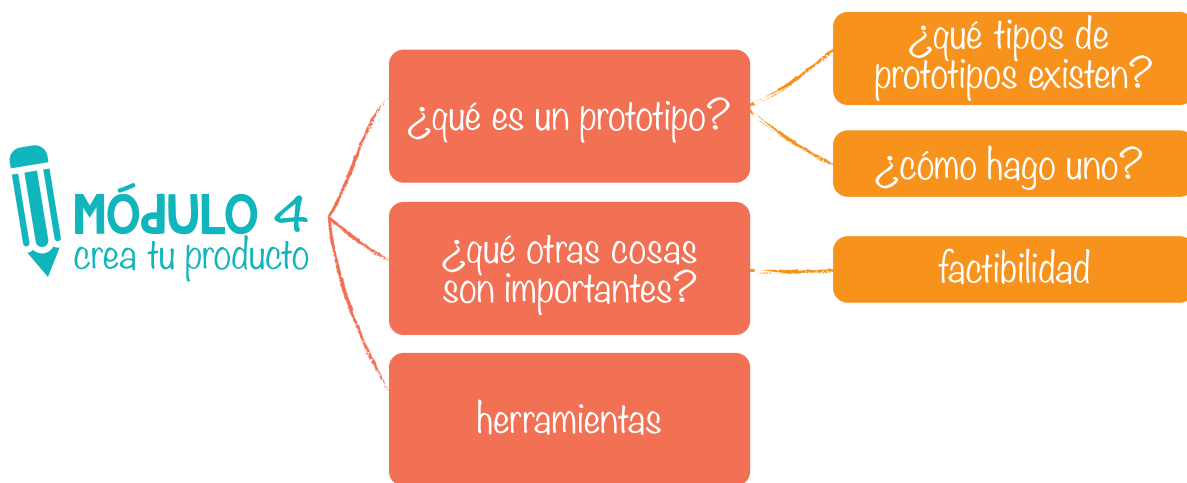 MÓdULO 4
crea tu producto
¿qué es un prototipo?
¿qué tipos de
prototipos existen?
¿cómo hago uno?
¿qué otras cosas
son importantes?
factibilidad
herramientas